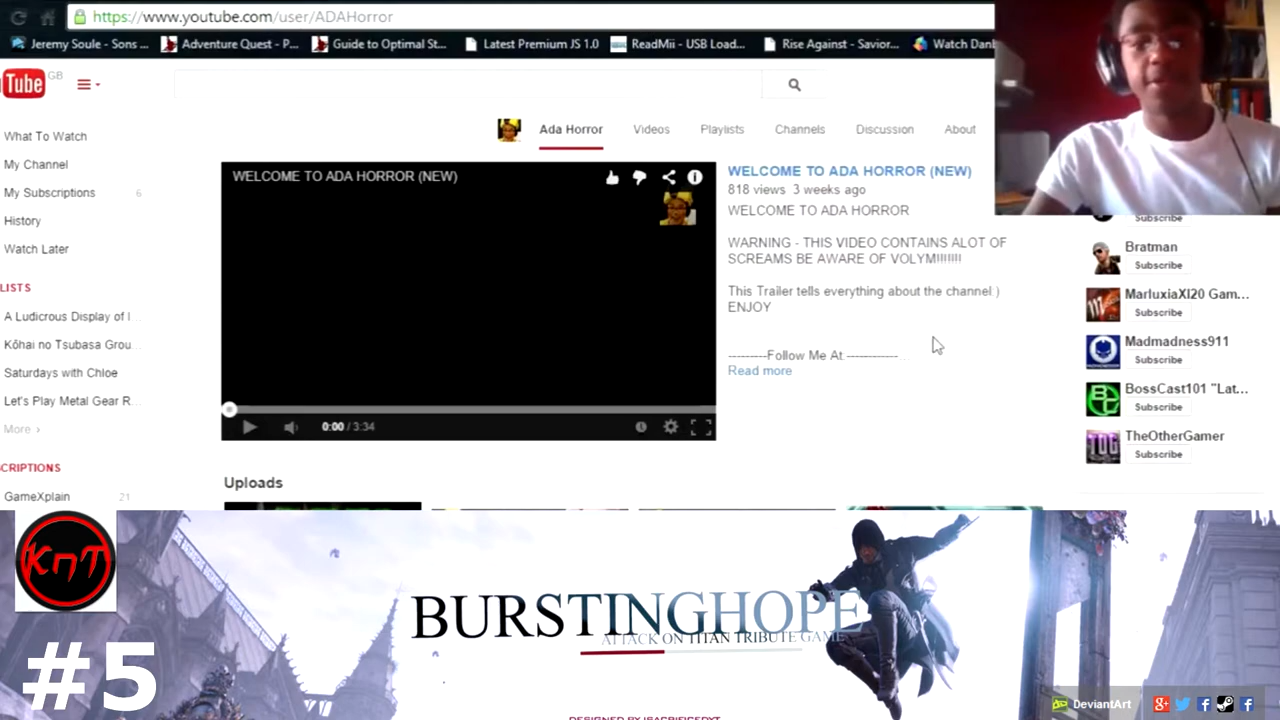 https://www.youtube.com/user/ADAHorror
Jeremy Soule - Sons ...
Adventure Quest - P...
Guide to Optimal St...
Latest Premium JS 1.0
ReadMii - USB Load...
Rise Against - Savior...
Watch Danb
Tube GB
What To Watch
My Channel
My Subscriptions 6
History
Watch Later
LISTS
A Ludicrous Display of I
Kōhai no Tsubasa Grou
Saturdays with Chloe
Let's Play Metal Gear R
More ›
CRIPTIONS
GameXplain 21
Ada Horror Videos Playlists Channels Discussion About
WELCOME TO ADA HORROR (NEW)
0:00 / 3:34
WELCOME TO ADA HORROR (NEW)
818 views 3 weeks ago
WELCOME TO ADA HORROR
WARNING - THIS VIDEO CONTAINS ALOT OF
SCREAMS BE AWARE OF VOLYM!!!!!!!
This Trailer tells everything about the channel )
ENJOY
---------Follow Me At ------------
Read more
Uploads
Subscribe
Bratman
Subscribe
MarluxiaXI20 Gam...
Subscribe
Madmadness911
Subscribe
BossCast101 "Lat...
Subscribe
TheOtherGamer
Subscribe
KnT
#5
BURSTINGHOPE
ATTACK ON TITAN TRIBUTE GAME
DeviantArt